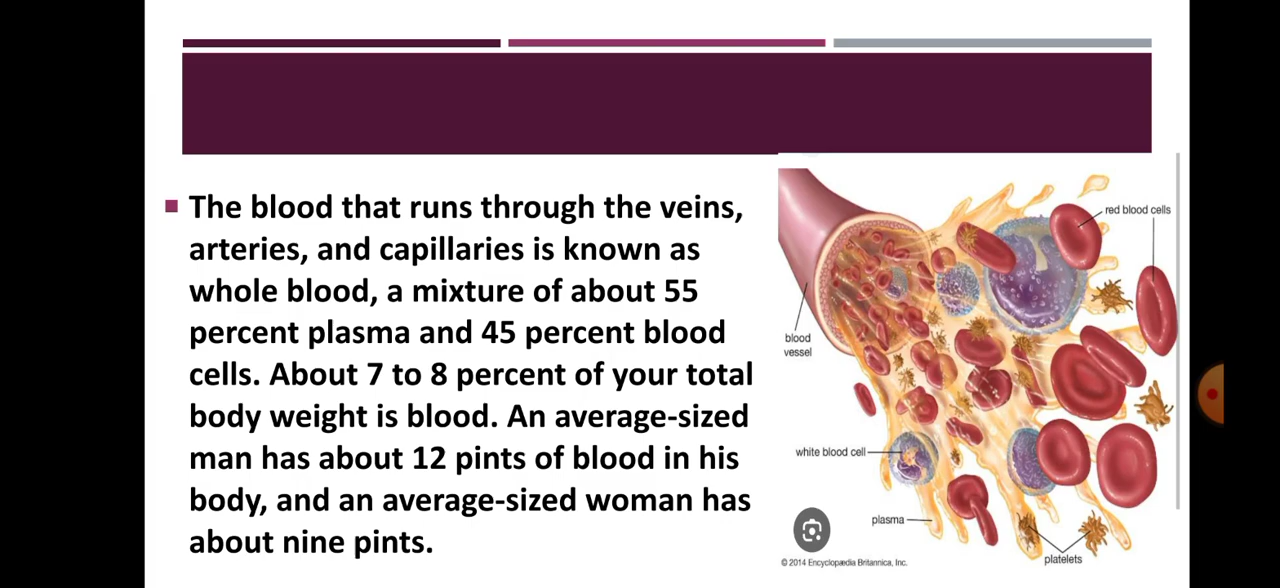 The blood that runs through the veins,
arteries, and capillaries is known as
whole blood, a mixture of about 55
percent plasma and 45 percent blood
cells. About 7 to 8 percent of your total
body weight is blood. An average-sized
man has about 12 pints of blood in his
body, and an average-sized woman has
about nine pints.
red blood cells
blood
vessel
white blood cell
plasma
platelets
© 2014 Encyclopædia Britannica, Inc.